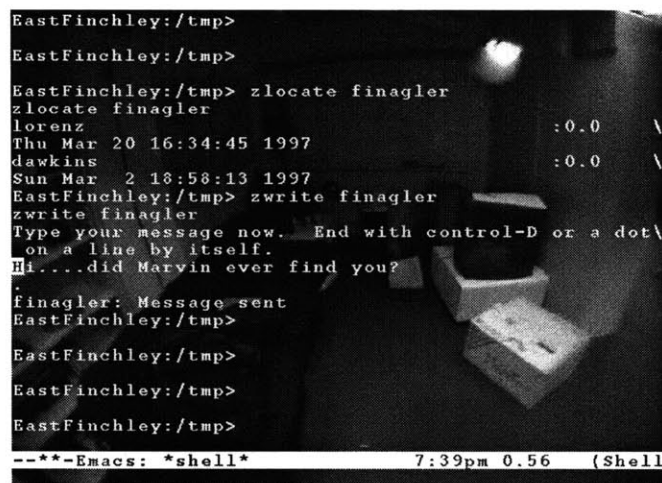 EastFinchley:/tmp>
EastFinchley:/tmp>
EastFinchley:/tmp> zlocate finagler
zlocate finagler
lorenz :0.0 \
Thu Mar 20 16:34:45 1997
dawkins :0.0 \
Sun Mar 2 18:58:13 1997
EastFinchley:/tmp> zwrite finagler
zwrite finagler
Type your message now. End with control-D or a dot\
on a line by itself.
Hi....did Marvin ever find you?
.
finagler: Message sent
EastFinchley:/tmp>
EastFinchley:/tmp>
EastFinchley:/tmp>
EastFinchley:/tmp>
--**-Emacs: *shell* 7:39pm 0.56 (Shell